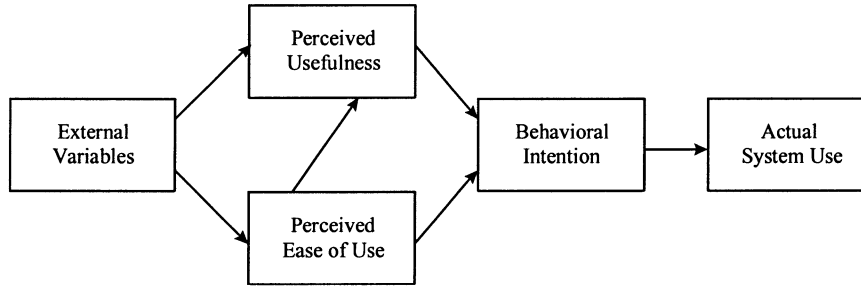 Perceived
Usefulness
External
Variables
Behavioral
Intention
Actual
System Use
Perceived
Ease of Use